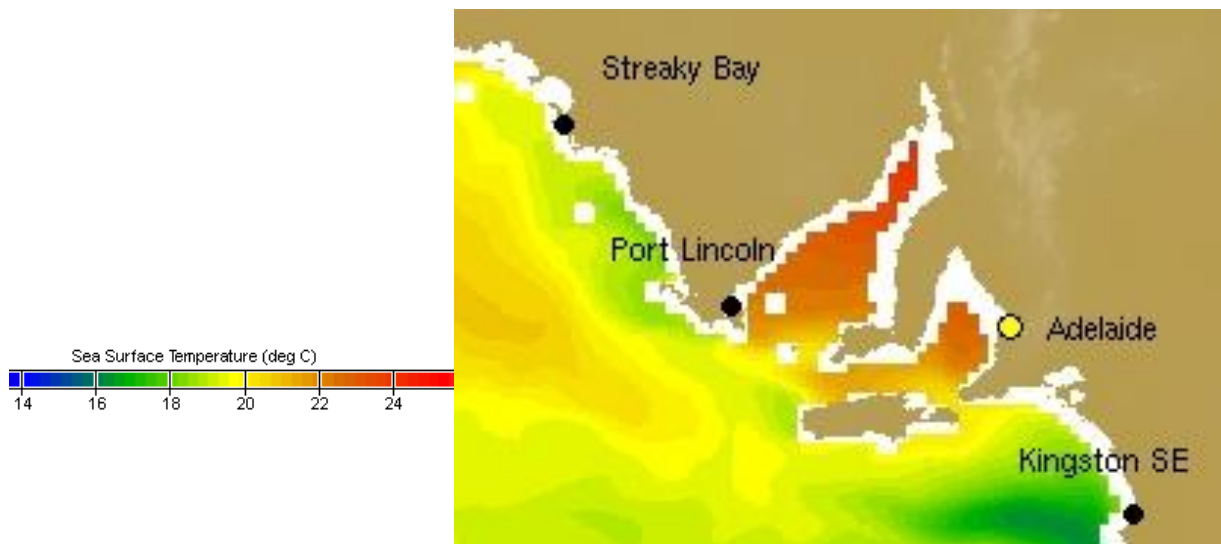 Streaky Bay
Port Lincoln
Adelaide
Sea Surface Temperature (deg C)
14 16 18 20 22 24
Kingston SE